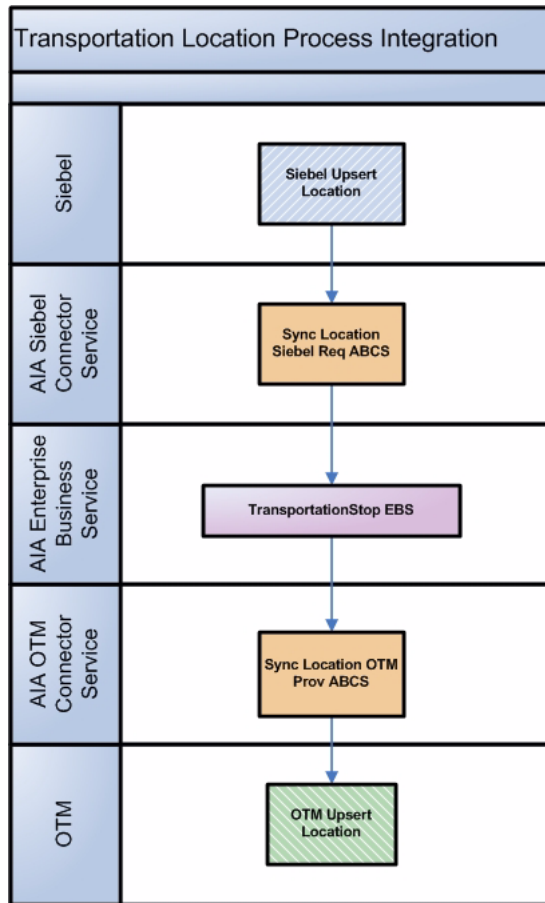 Transportation Location Process Integration
Siebel
Siebel Upsert
Location
AIA Siebel
Connector
Service
Sync Location
Siebel Req ABCS
AIA Enterprise
Business
Service
TransportationStop EBS
AIA OTM
Connector
Service
Sync Location OTM
Prov ABCS
OTM
OTM Upsert
Location